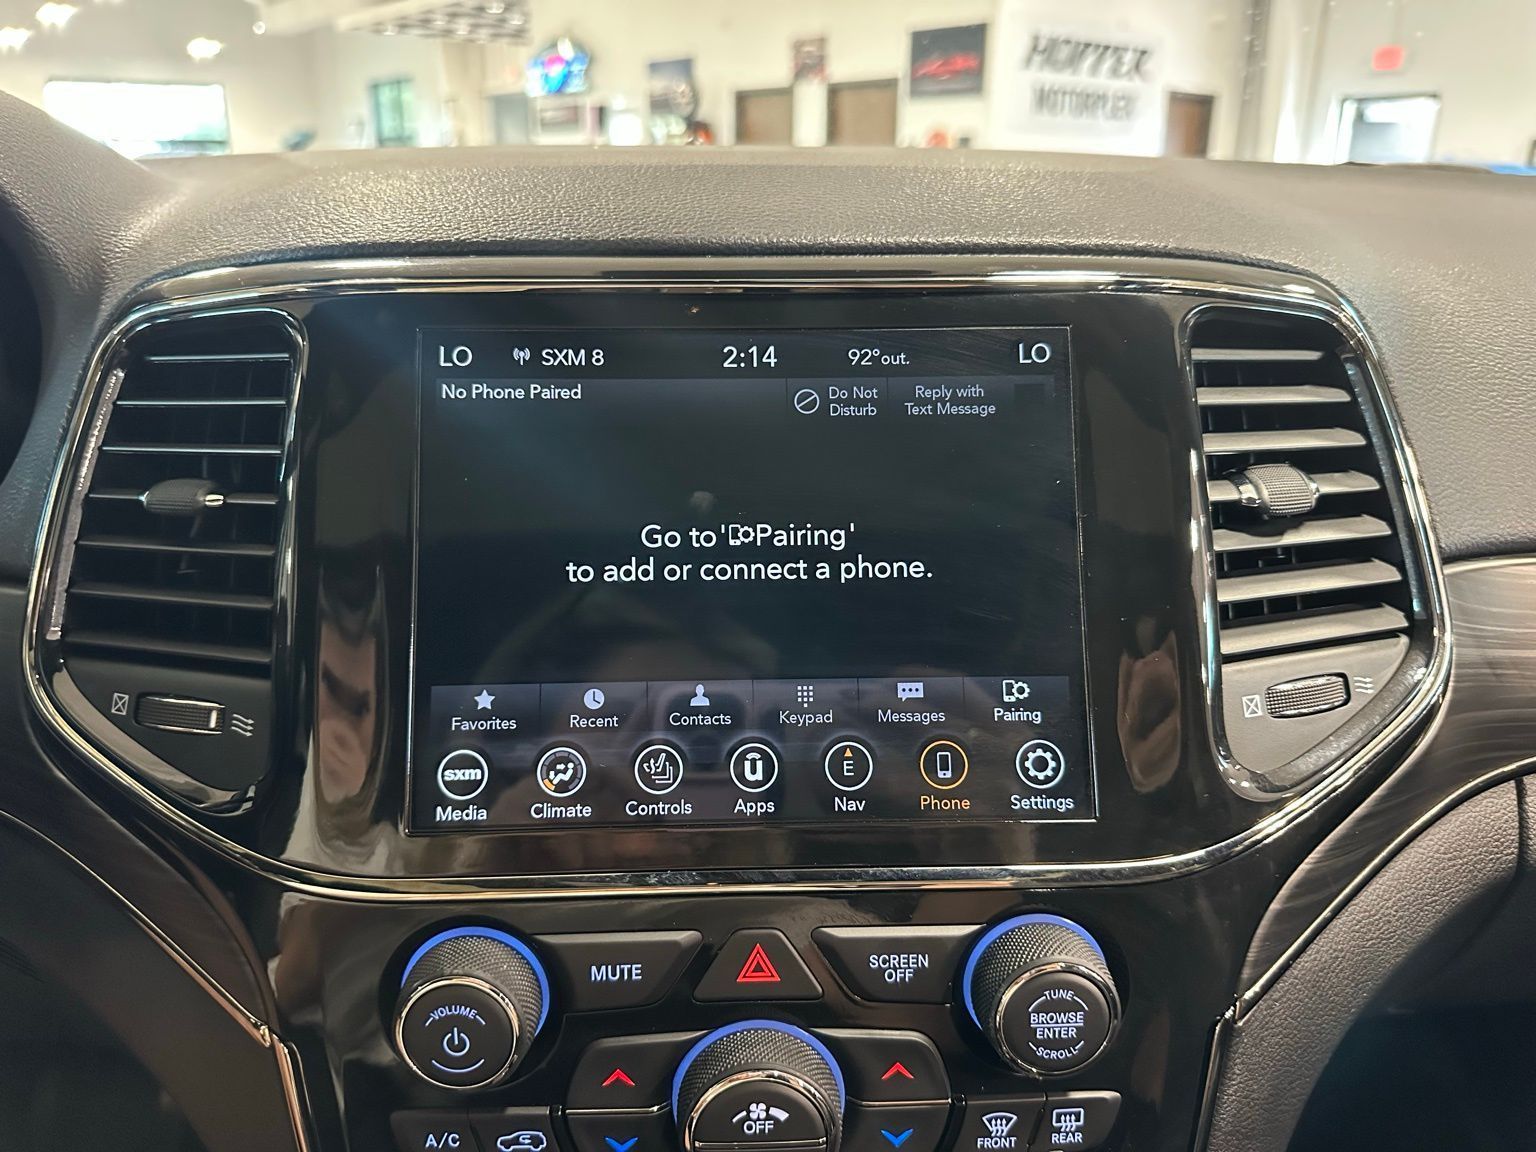 HOPPER
MOTORPLEX
LO SXM 8 2:14 92°out. LO
No Phone Paired
Do Not
Disturb
Reply with
Text Message
Go to 'Pairing'
to add or connect a phone.
Favorites Recent Contacts Keypad Messages Pairing
sxm ü E
Media Climate Controls Apps Nav Phone Settings
MUTE
SCREEN
OFF
VOLUME
TUNE
BROWSE
ENTER
SCROLL
OFF
A/C
FRONT
REAR